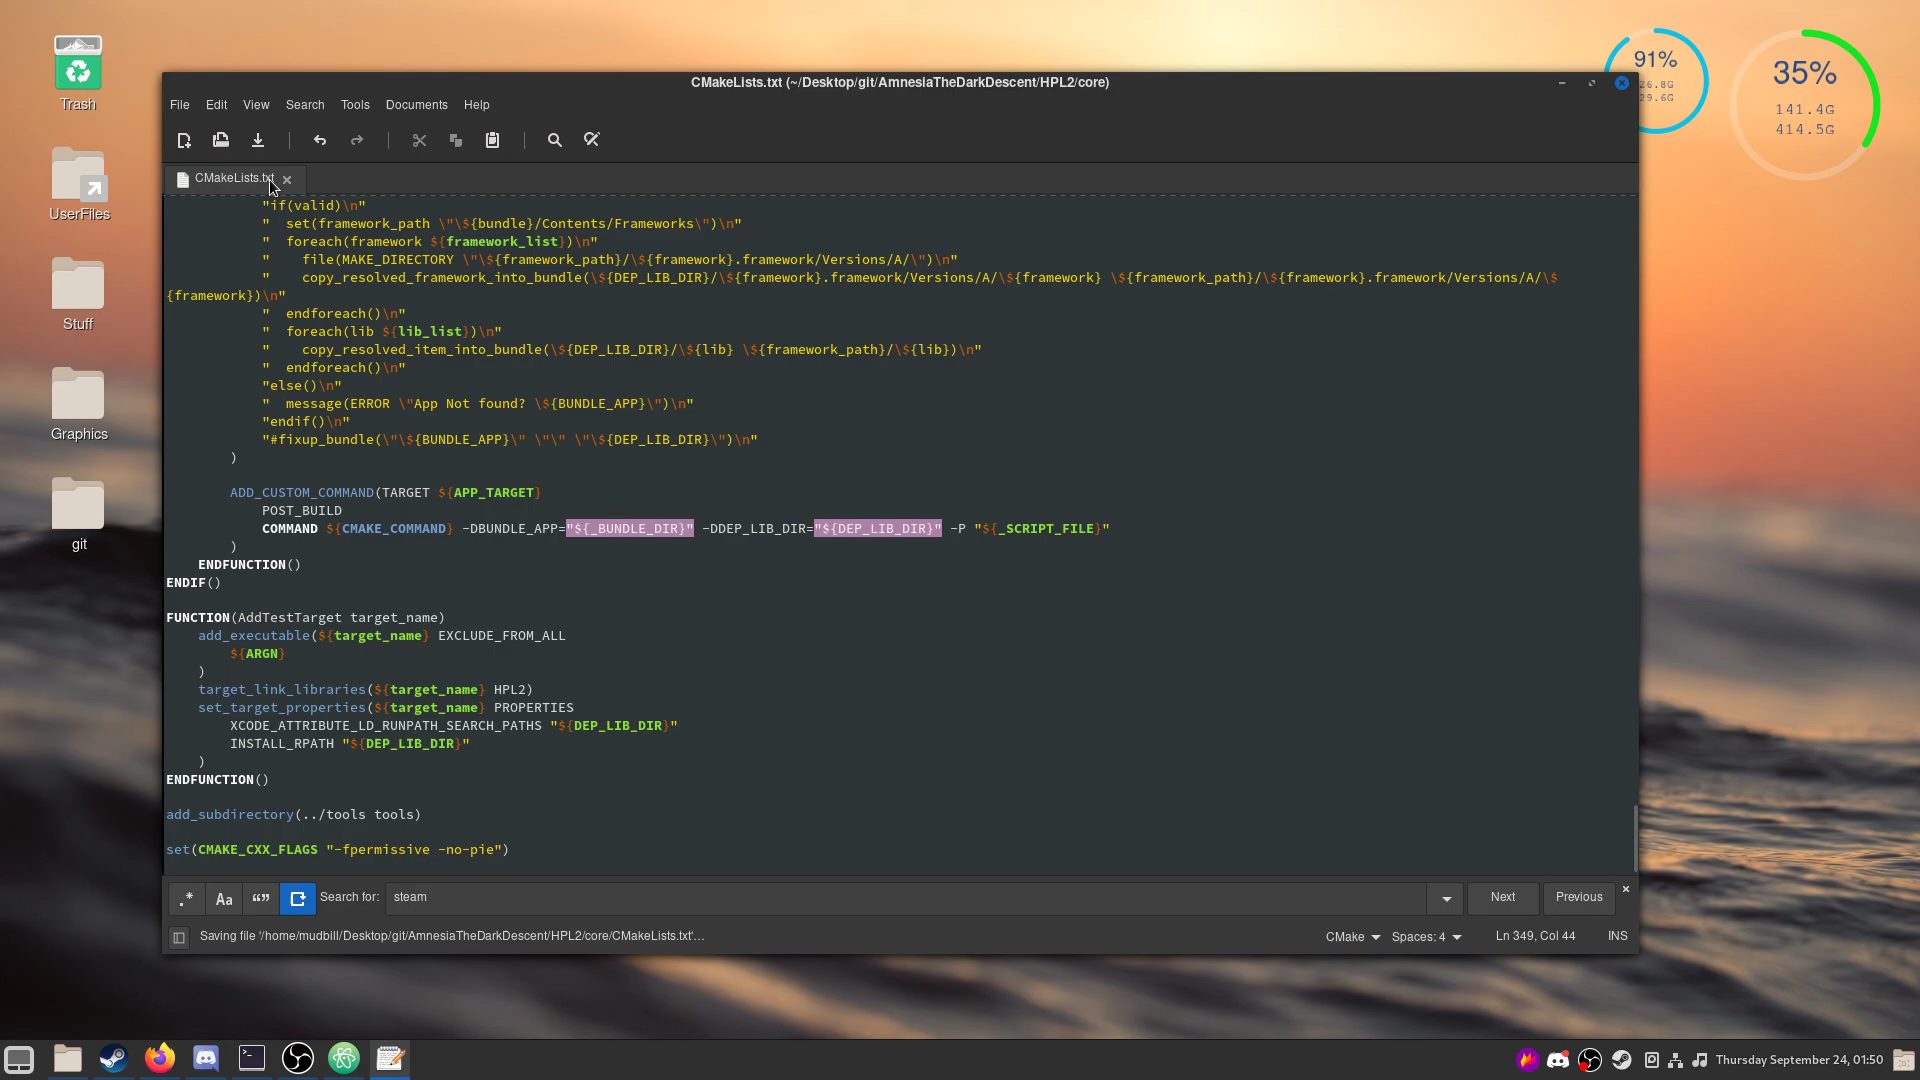 Trash
UserFiles
Stuff
Graphics
git
91%
26.8G
29.6G
35%
141.4G
414.5G
CMakeLists.txt (~/Desktop/git/AmnesiaTheDarkDescent/HPL2/core)
File Edit View Search Tools Documents Help
CMakeLists.txt
"if(valid)\n"
"  set(framework_path \"\${bundle}/Contents/Frameworks\")\n"
"  foreach(framework ${framework_list})\n"
"    file(MAKE_DIRECTORY \"\${framework_path}/\${framework}.framework/Versions/A/\")\n"
"    copy_resolved_framework_into_bundle(\${DEP_LIB_DIR}/\${framework}.framework/Versions/A/\${framework} \${framework_path}/\${framework}.framework/Versions/A/\$
{framework})\n"
"  endforeach()\n"
"  foreach(lib ${lib_list})\n"
"    copy_resolved_item_into_bundle(\${DEP_LIB_DIR}/\${lib} \${framework_path}/\${lib})\n"
"  endforeach()\n"
"else()\n"
"  message(ERROR \"App Not found? \${BUNDLE_APP}\")\n"
"endif()\n"
"#fixup_bundle(\"\${BUNDLE_APP}\" \"\" \"\${DEP_LIB_DIR}\")\n"
)
ADD_CUSTOM_COMMAND(TARGET ${APP_TARGET}
POST_BUILD
COMMAND ${CMAKE_COMMAND} -DBUNDLE_APP="${_BUNDLE_DIR}" -DDEP_LIB_DIR="${DEP_LIB_DIR}" -P "${_SCRIPT_FILE}"
)
ENDFUNCTION()
ENDIF()
FUNCTION(AddTestTarget target_name)
add_executable(${target_name} EXCLUDE_FROM_ALL
${ARGN}
)
target_link_libraries(${target_name} HPL2)
set_target_properties(${target_name} PROPERTIES
XCODE_ATTRIBUTE_LD_RUNPATH_SEARCH_PATHS "${DEP_LIB_DIR}"
INSTALL_RPATH "${DEP_LIB_DIR}"
)
ENDFUNCTION()
add_subdirectory(../tools tools)
set(CMAKE_CXX_FLAGS "-fpermissive -no-pie")
.* Aa “” Search for: steam Next Previous
Saving file '/home/mudbill/Desktop/git/AmnesiaTheDarkDescent/HPL2/core/CMakeLists.txt'… CMake Spaces: 4 Ln 349, Col 44 INS
Thursday September 24, 01:50